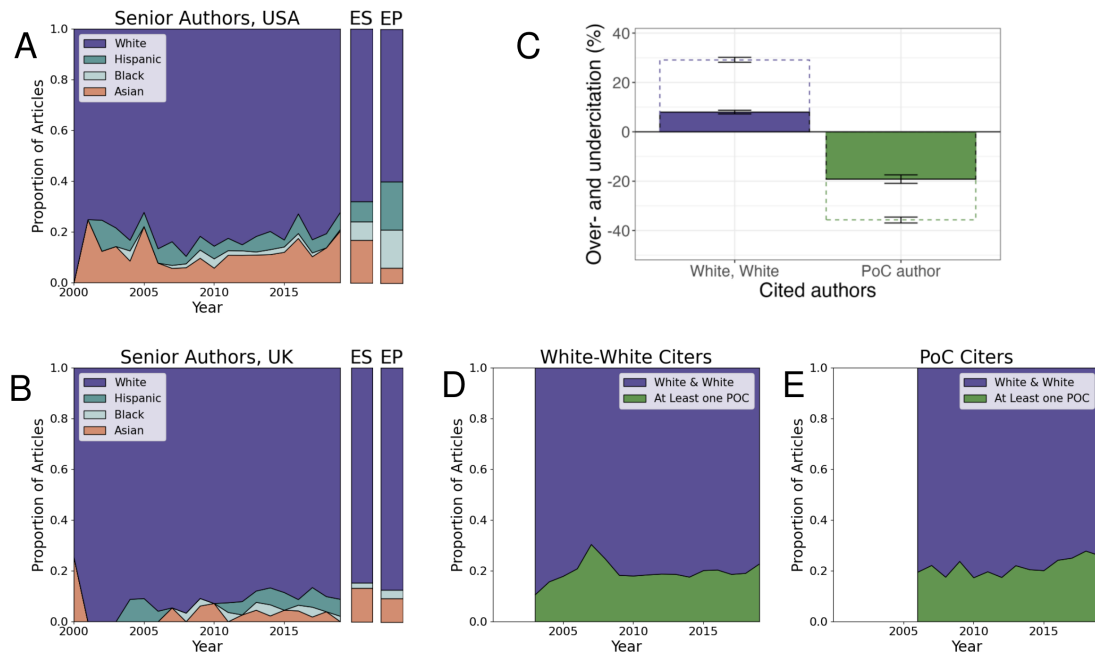 A
Senior Authors, USA
ES
EP
1.0
0.8
0.6
0.4
0.2
0.0
Proportion of Articles
White
Hispanic
Black
Asian
2000
2005
2010
2015
Year
C
Over- and undercitation (%)
40
20
0
-20
-40
White, White
PoC author
Cited authors
B
Senior Authors, UK
ES
EP
1.0
0.8
0.6
0.4
0.2
0.0
Proportion of Articles
White
Hispanic
Black
Asian
2000
2005
2010
2015
Year
D
White-White Citers
1.0
0.8
0.6
0.4
0.2
0.0
Proportion of Articles
White & White
At Least one POC
2005
2010
2015
Year
E
PoC Citers
1.0
0.8
0.6
0.4
0.2
0.0
Proportion of Articles
White & White
At Least one POC
2005
2010
2015
Year